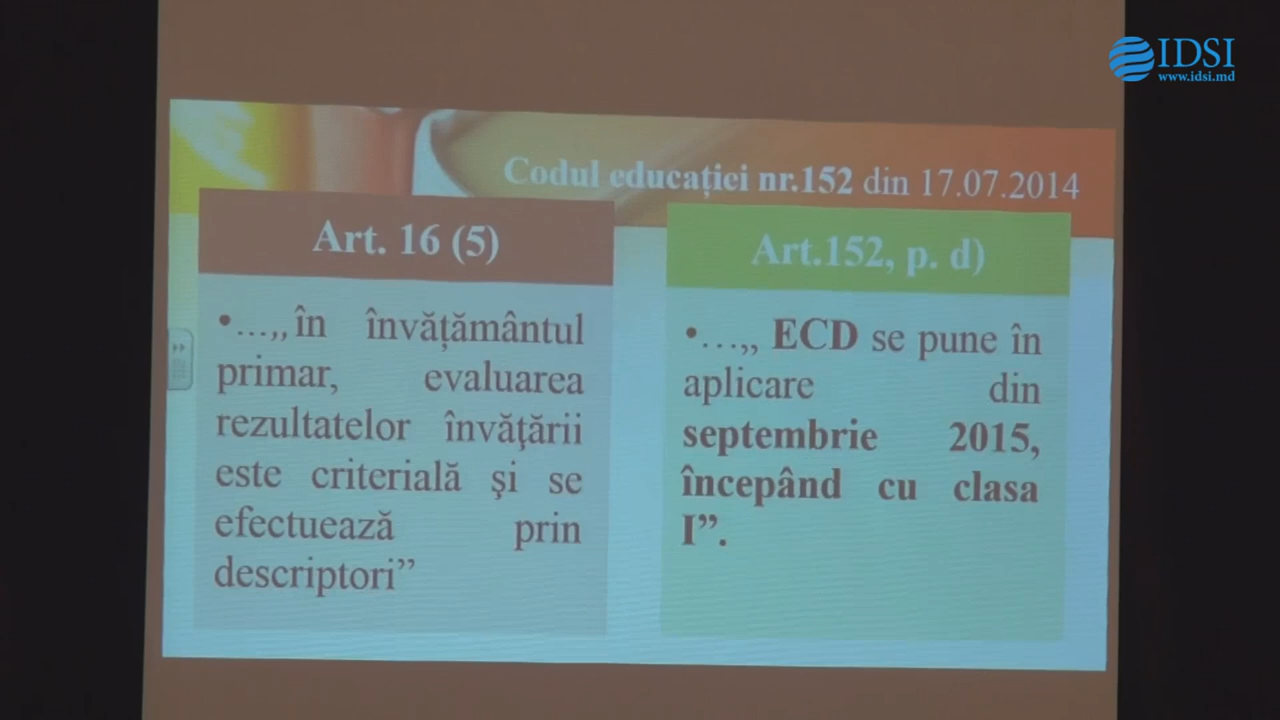 IDSI
www.idsi.md
Codul educației nr.152 din 17.07.2014
Art. 16 (5)
•…„în învățământul
primar, evaluarea
rezultatelor învăţării
este criterială şi se
efectuează prin
descriptori”
Art.152, p. d)
•…„ ECD se pune în
aplicare din
septembrie 2015,
începând cu clasa
I”.